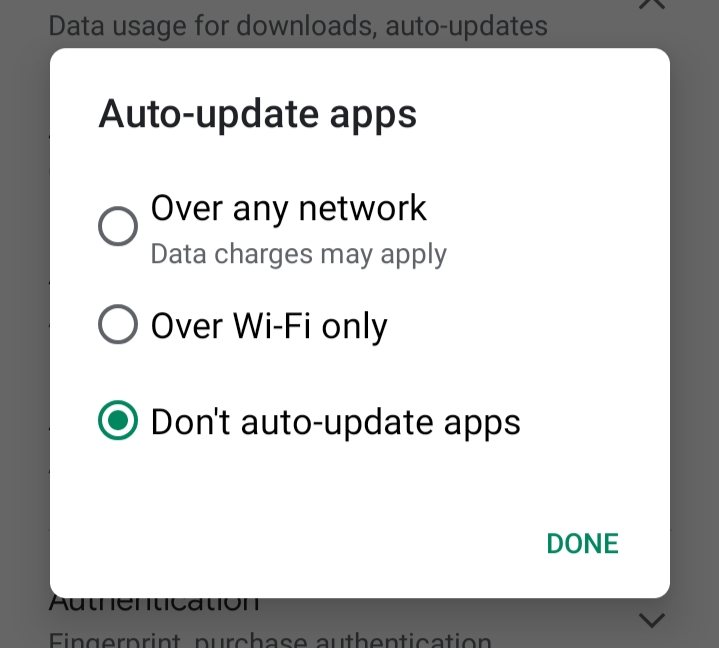 Data usage for downloads, auto-updates
Auto-update apps
Over any network
Data charges may apply
Over Wi-Fi only
Don't auto-update apps
DONE
Authentication
Fingerprint, purchase authentication